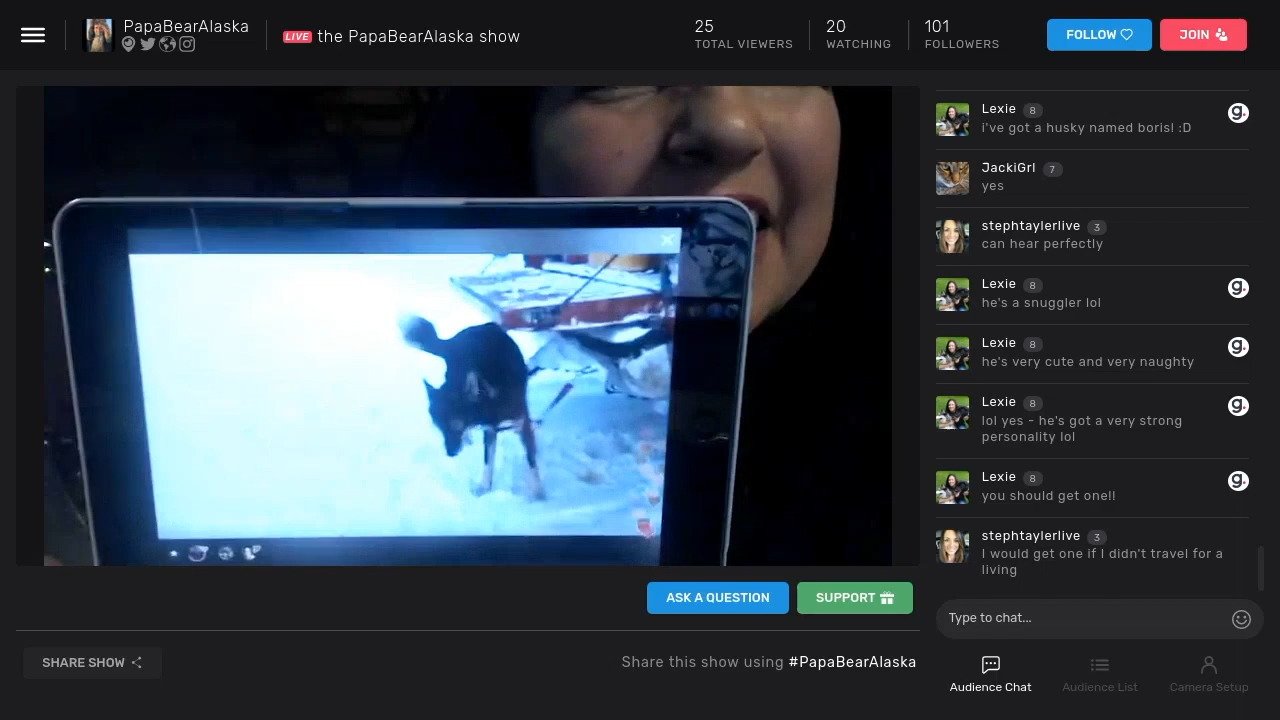 PapaBearAlaska
LIVE the PapaBearAlaska show
25
TOTAL VIEWERS
20
WATCHING
101
FOLLOWERS
FOLLOW
JOIN
Lexie 8
i've got a husky named boris! :D
g.
JackiGrl 7
yes
stephtaylerlive 3
can hear perfectly
Lexie 8
he's a snuggler lol
g.
Lexie 8
he's very cute and very naughty
g.
Lexie 8
lol yes - he's got a very strong
personality lol
g.
Lexie 8
you should get one!!
g.
stephtaylerlive 3
I would get one if I didn't travel for a
living
ASK A QUESTION
SUPPORT
Type to chat...
SHARE SHOW
Share this show using #PapaBearAlaska
Audience Chat
Audience List
Camera Setup